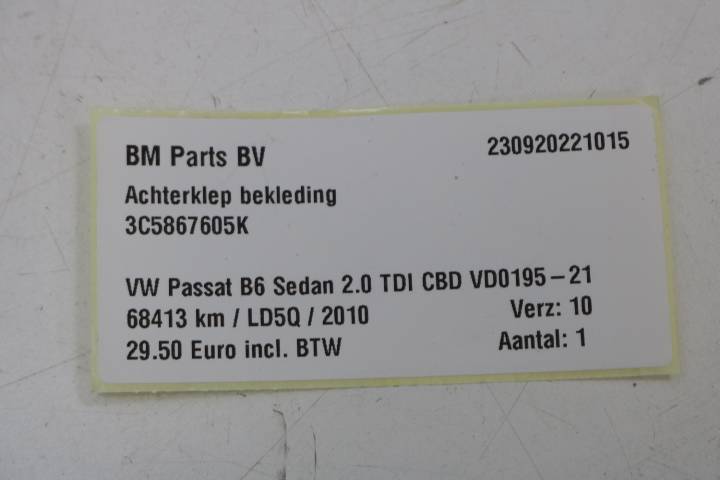 BM Parts BV 230920221015
Achterklep bekleding
3C5867605K
VW Passat B6 Sedan 2.0 TDI CBD VD0195-21
68413 km / LD5Q / 2010 Verz: 10
29.50 Euro incl. BTW Aantal: 1